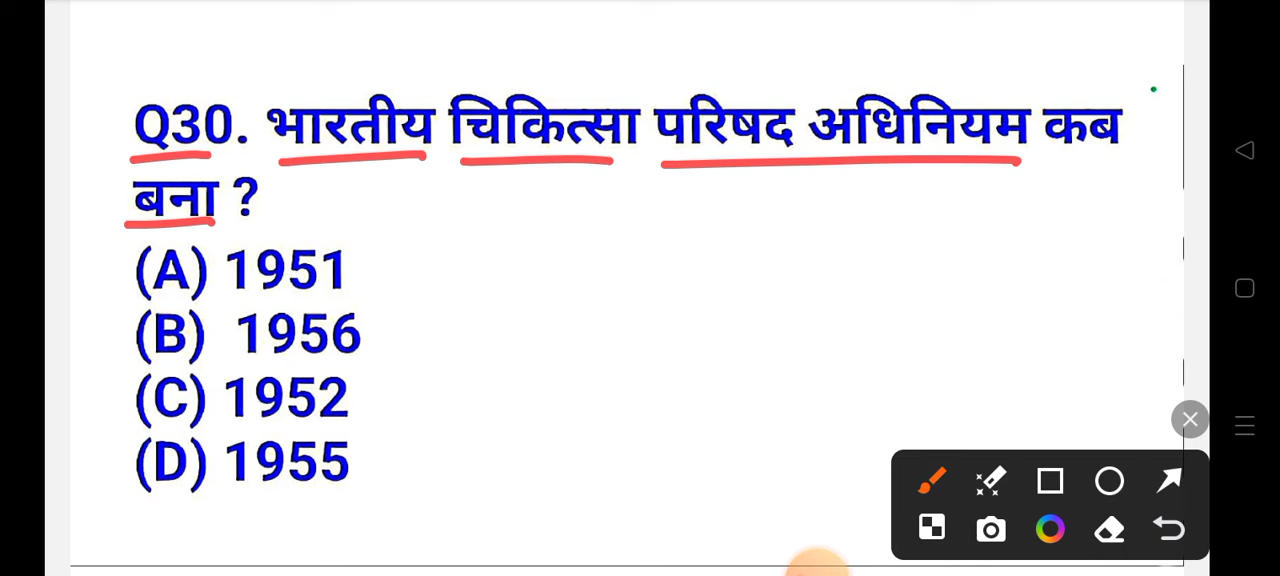 Q30. भारतीय चिकित्सा परिषद अधिनियम कब
बना ?
(A) 1951
(B) 1956
(C) 1952
(D) 1955